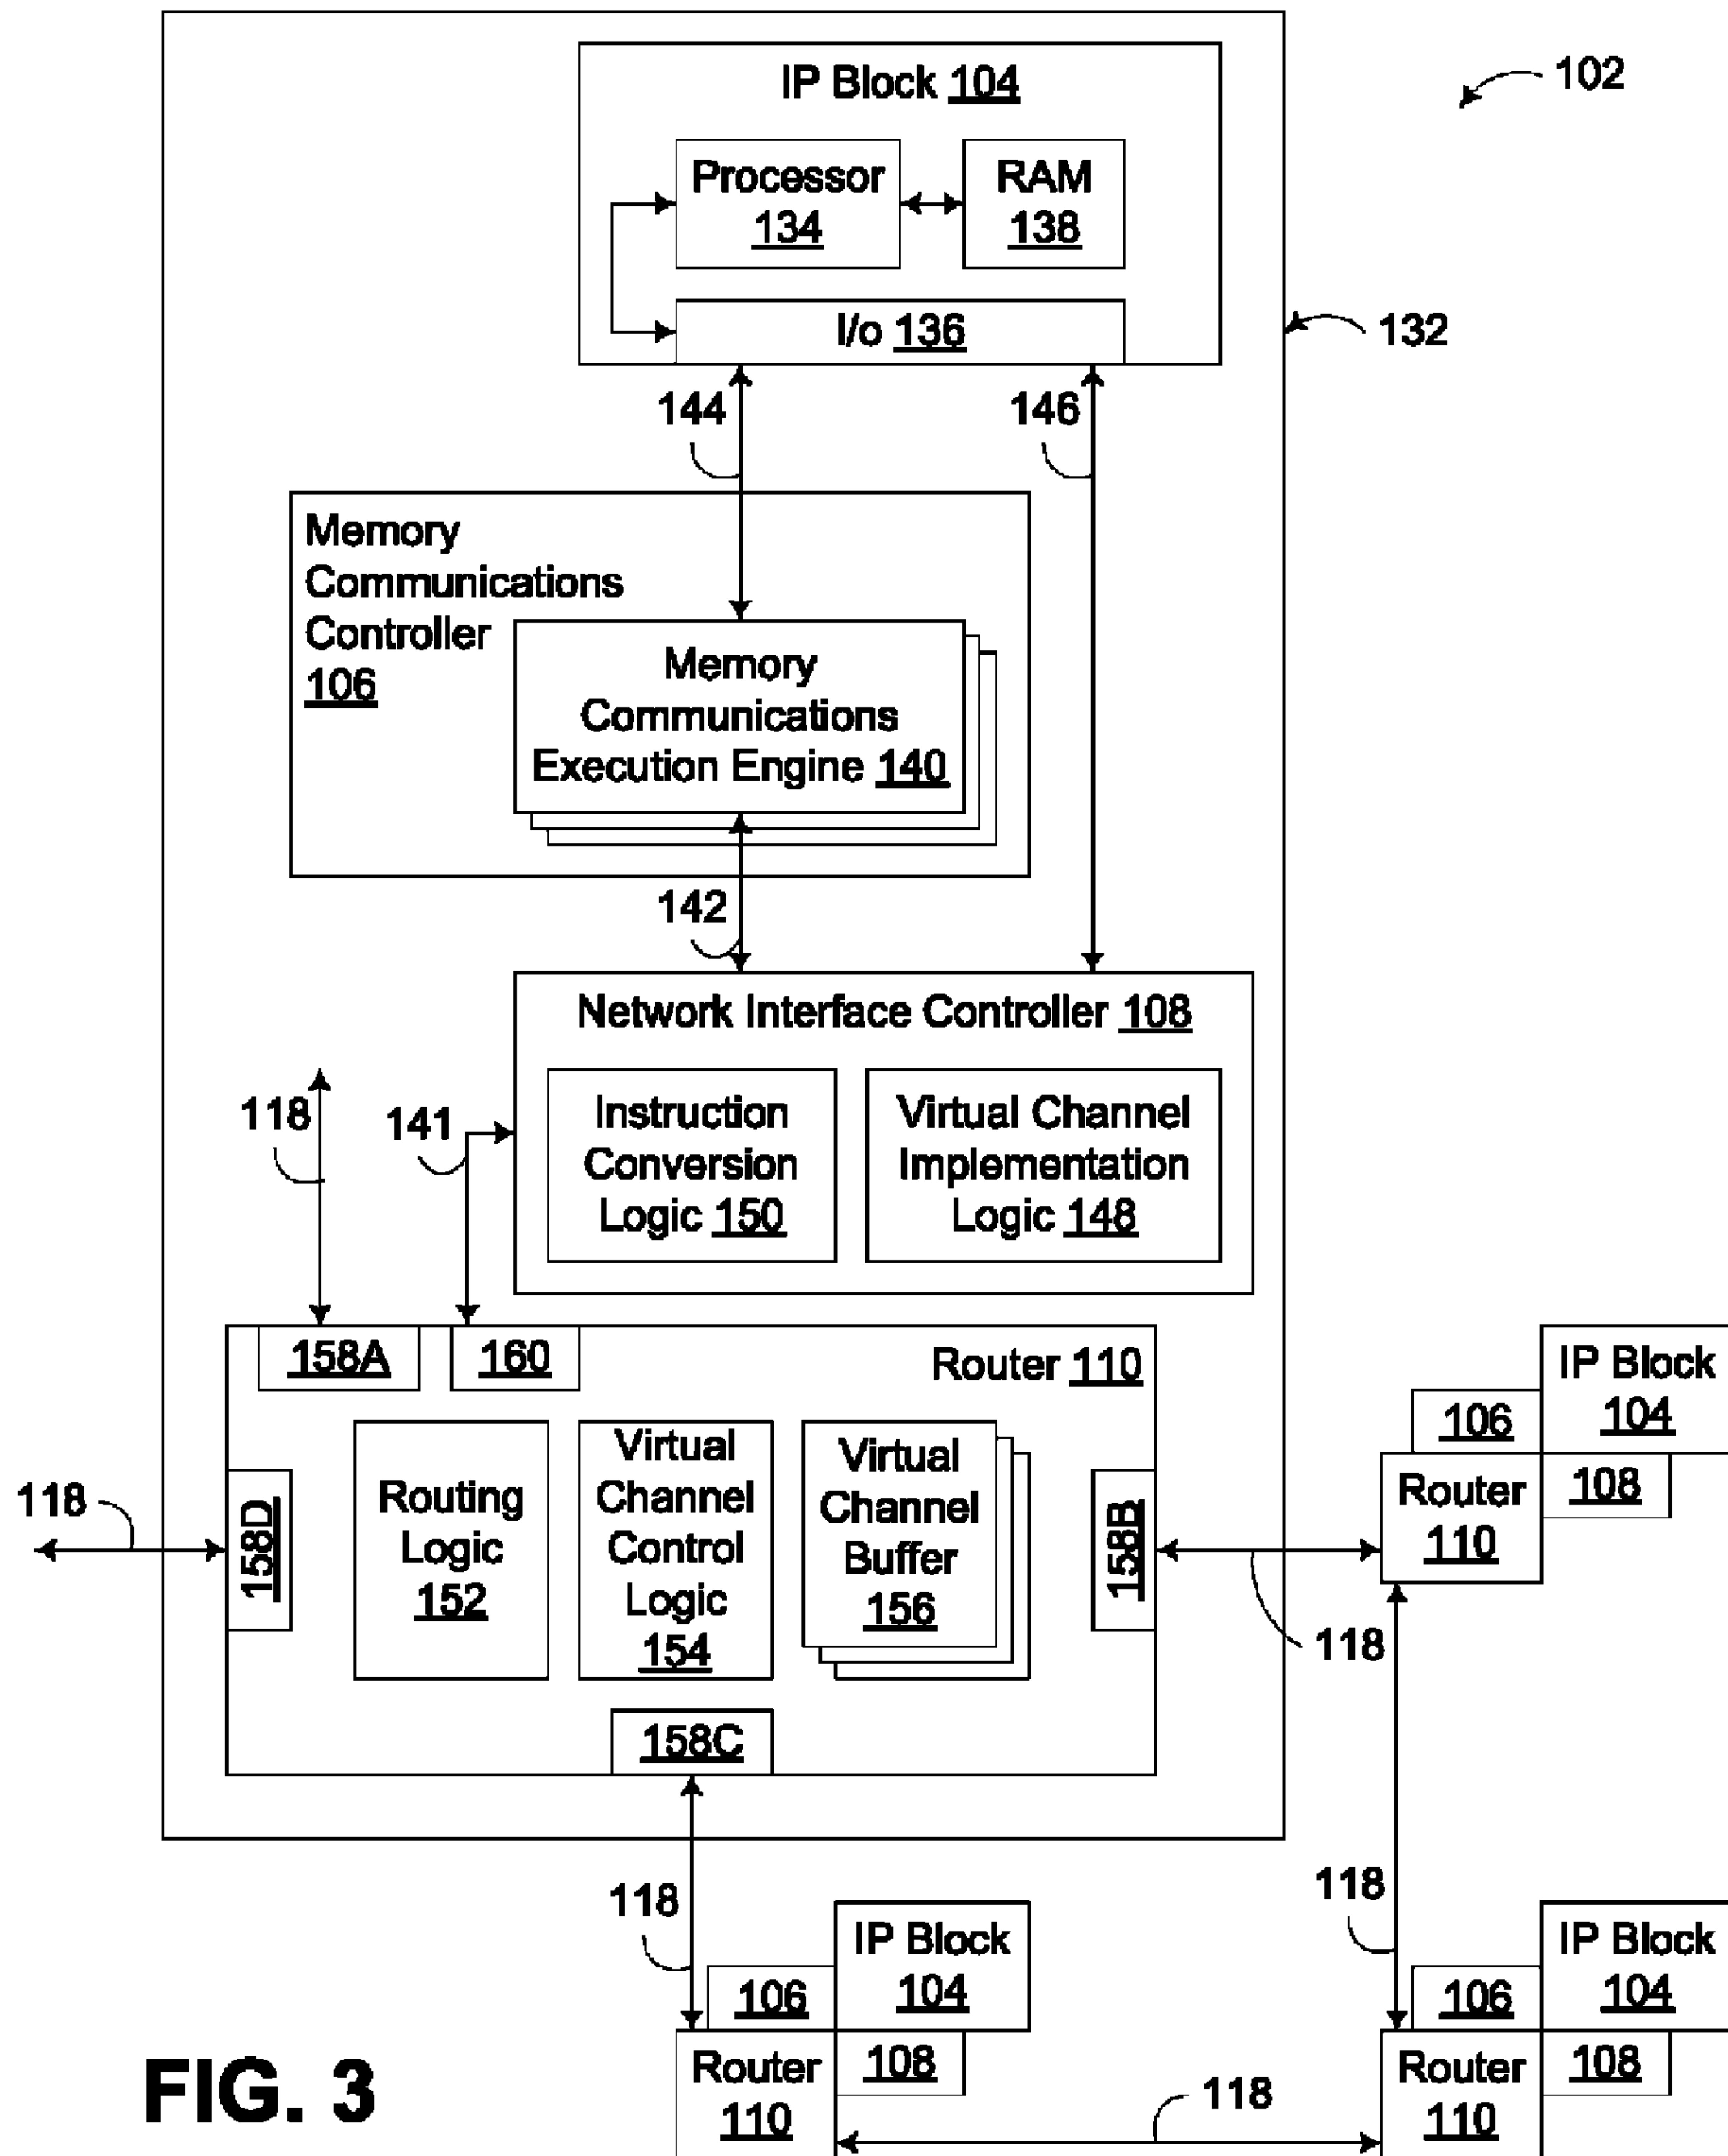 IP Block 104
102
Processor
134
RAM
138
I/o 136
132
144
146
Memory
Communications
Controller
106
Memory
Communications
Execution Engine 140
142
Network Interface Controller 108
118
141
Instruction
Conversion
Logic 150
Virtual Channel
Implementation
Logic 148
158A
160
Router 110
IP Block
104
106
Router
110
108
118
158D
Routing
Logic
152
Virtual
Channel
Control
Logic
154
Virtual
Channel
Buffer
156
158B
118
158C
118
118
IP Block
104
106
Router
110
108
IP Block
104
106
Router
110
108
118
FIG. 3